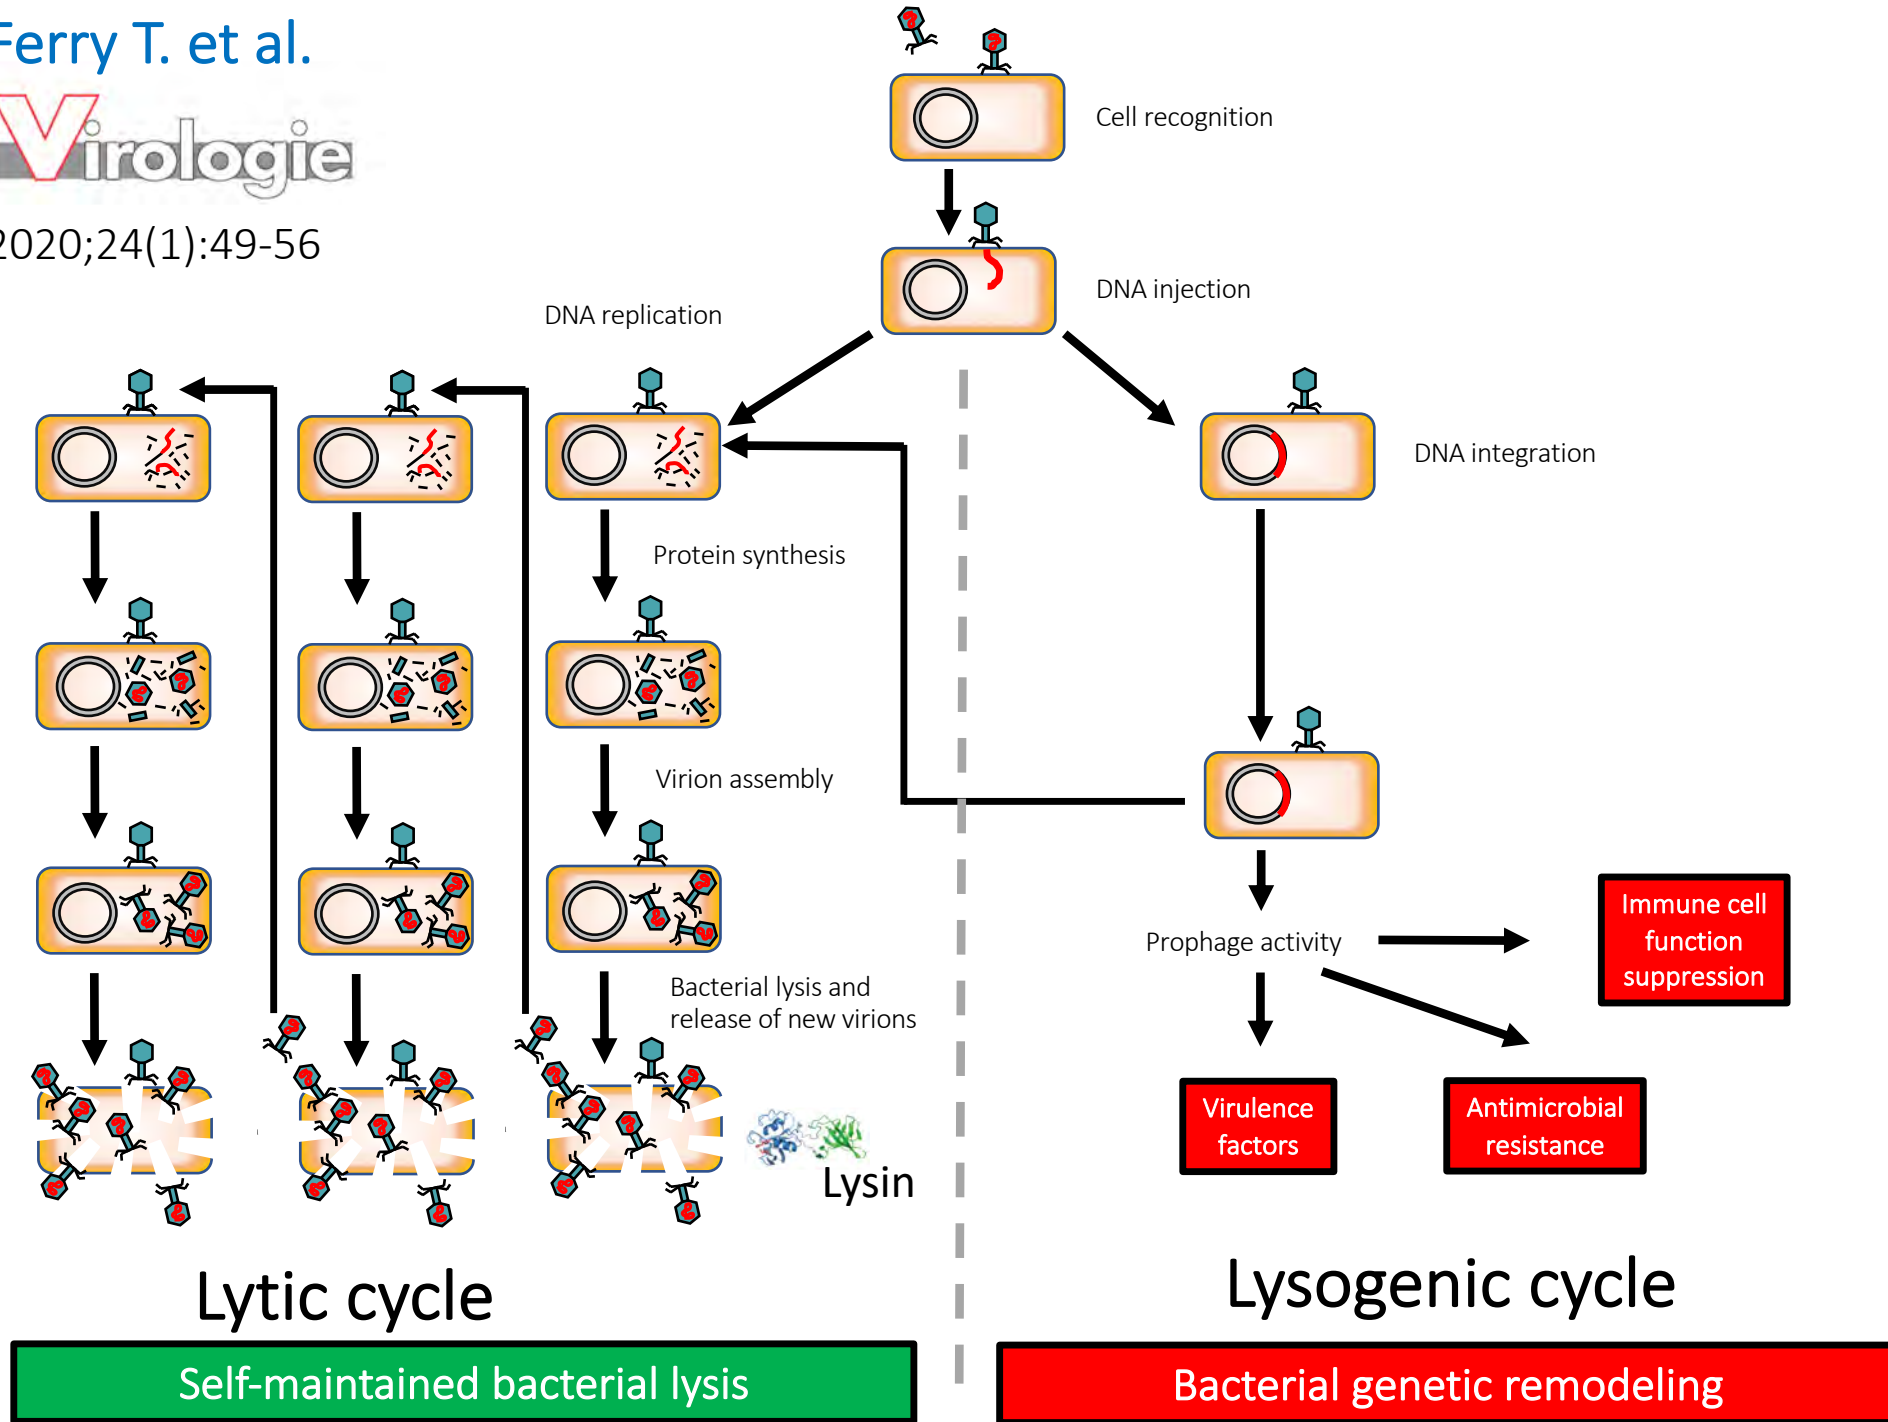 Ferry T. et al.
Virologie
2020;24(1):49-56
Cell recognition
DNA injection
DNA replication
DNA integration
Protein synthesis
Virion assembly
Bacterial lysis and
release of new virions
Lysin
Prophage activity
Immune cell
function
suppression
Virulence
factors
Antimicrobial
resistance
Lytic cycle
Lysogenic cycle
Self-maintained bacterial lysis
Bacterial genetic remodeling